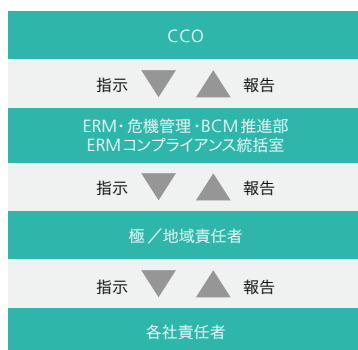 CCO
指示 報告
ERM・危機管理・BCM推進部
ERMコンプライアンス統括室
指示 報告
極／地域責任者
指示 報告
各社責任者